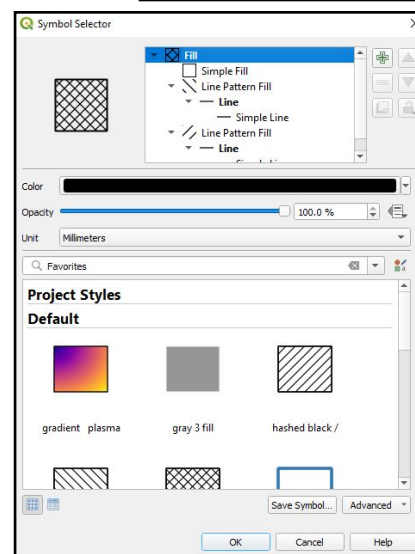 Symbol Selector
Fill
Simple Fill
Line Pattern Fill
Line
Simple Line
Line Pattern Fill
Line
Simple Line
Color
Opacity 100.0 %
Unit Millimeters
Favorites
Project Styles
Default
gradient plasma gray 3 fill hashed black /
Save Symbol... Advanced
OK Cancel Help